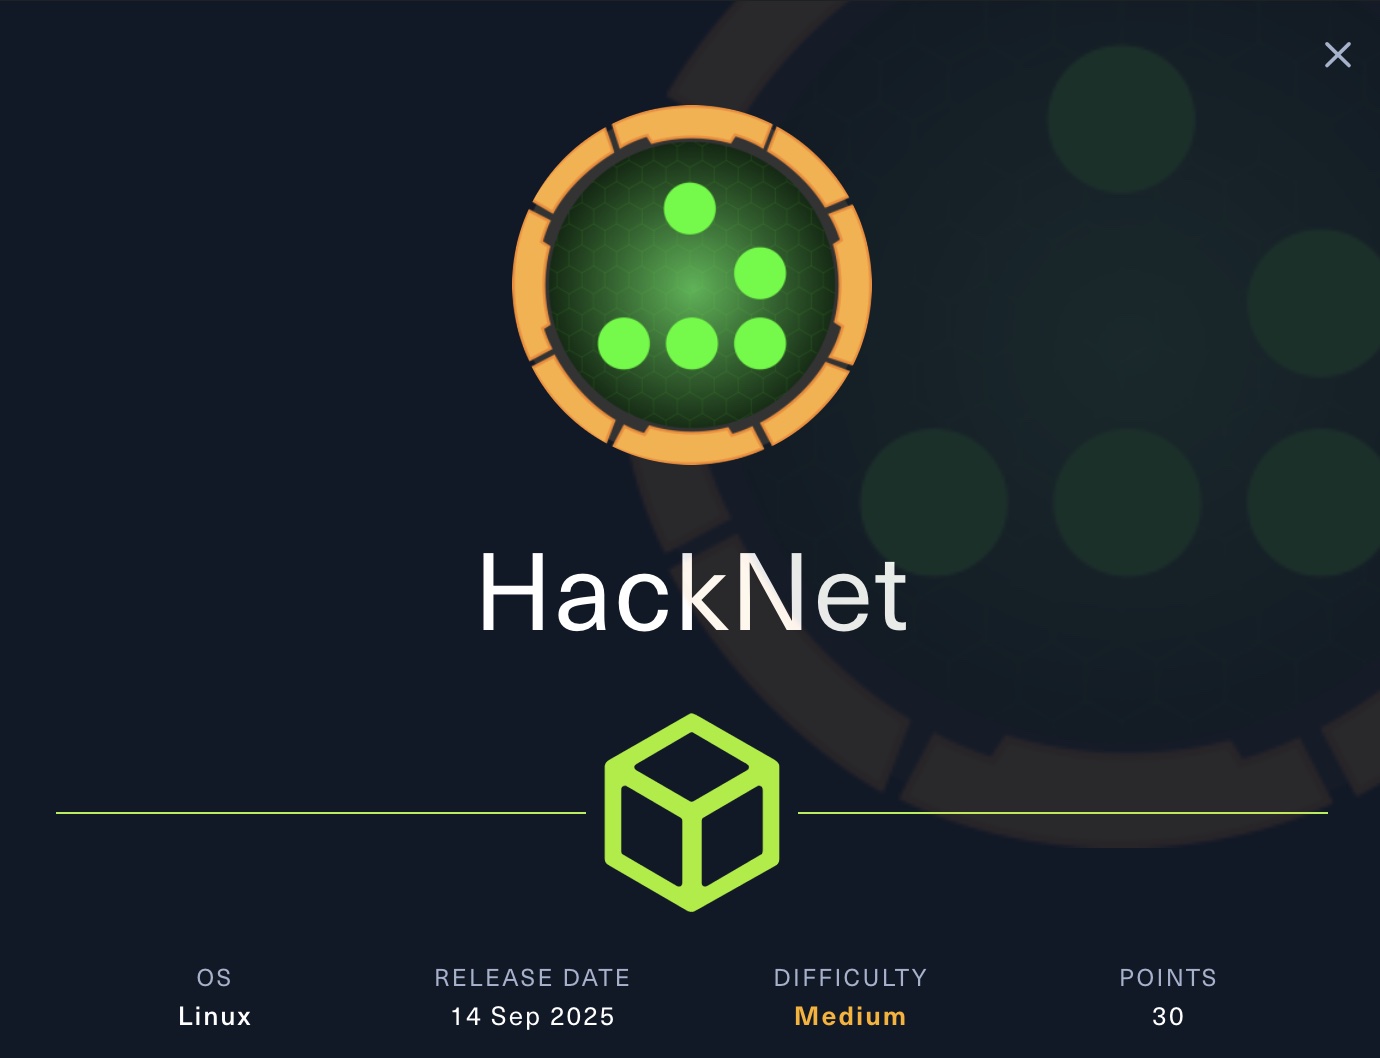 HackNet
OS
Linux
RELEASE DATE
14 Sep 2025
DIFFICULTY
Medium
POINTS
30